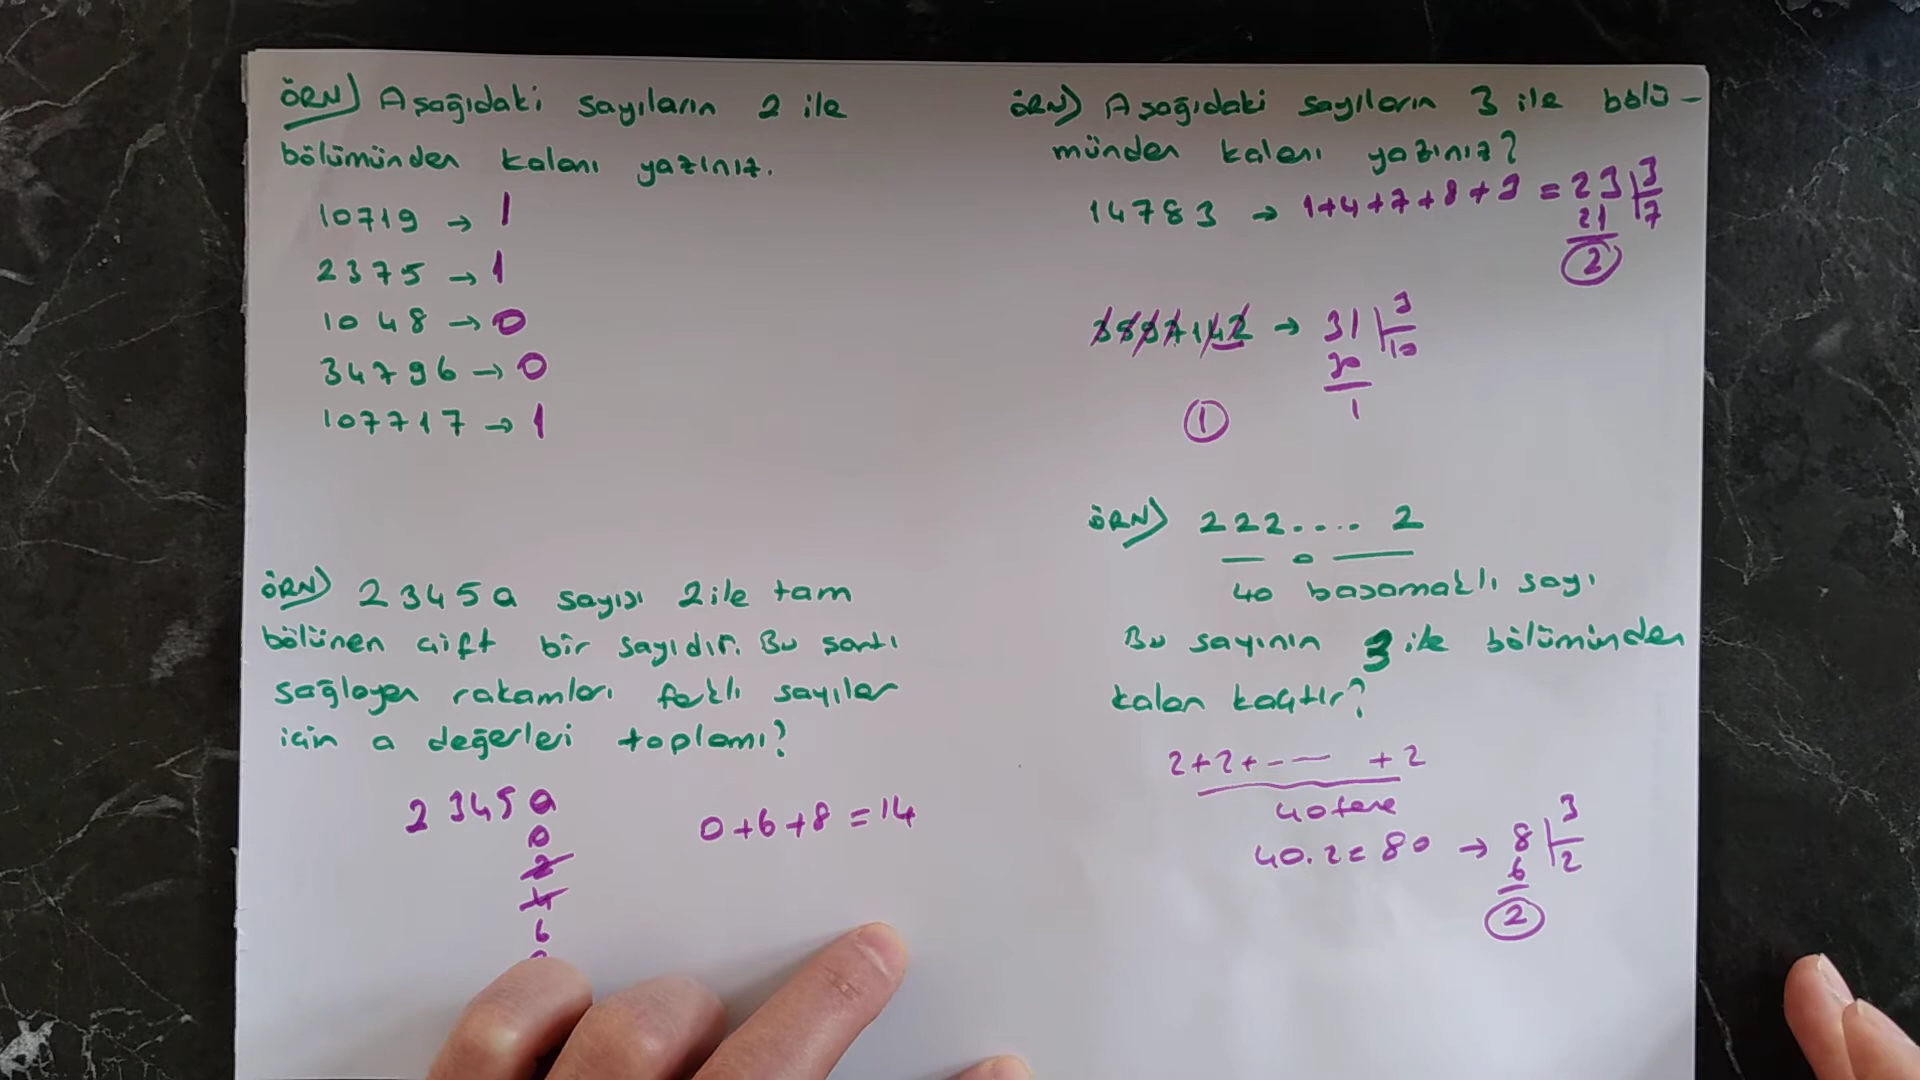 ÖRN) Aşağıdaki sayıların 2 ile
bölümünden kalanı yazınız.
10719 → 1
2375 → 1
1048 → 0
34796 → 0
107717 → 1
ÖRN) 2345a sayısı 2 ile tam
bölünen çift bir sayıdır. Bu şartı
sağlayan rakamları farklı sayılar
için a değerleri toplamı?
2345a
0
2
4
6
0+6+8=14
ÖRN) Aşağıdaki sayıların 3 ile bölü-
münden kalanı yazınız?
14783 → 1+4+7+8+3 = 23 3
21 7
2
→ 31 3
30 10
1
1
ÖRN) 222.... 2
40 basamaklı sayı
Bu sayının 3 ile bölümünden
kalan kaçtır?
2+2+---- +2
40 tane
40.2=80 → 8 3
6 2
2